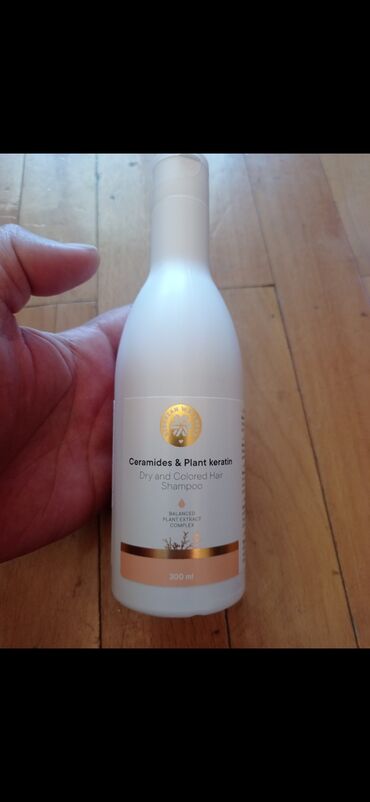 Ceramides & Plant keratin
Dry and Colored Hair
Shampoo
BALANCED
PLANT EXTRACT
COMPLEX
300 ml